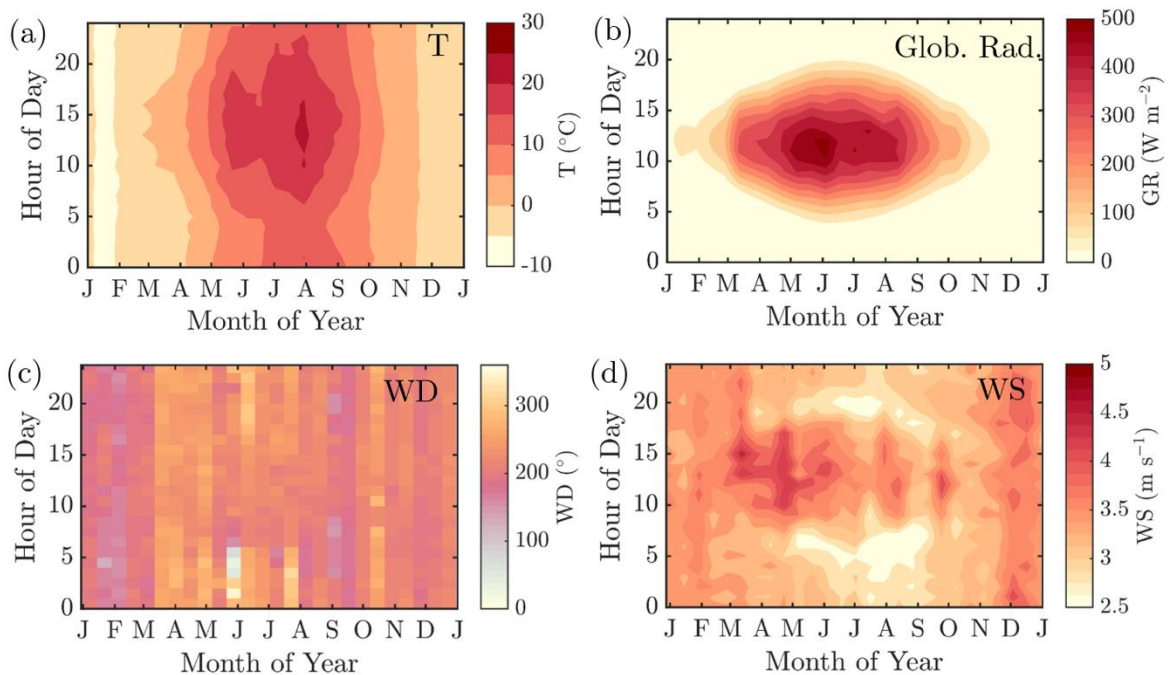 (a)
T
20
15
10
5
0
Hour of Day
J F M A M J J A S O N D J
Month of Year
30
20
10
0
-10
T (°C)
(b)
Glob. Rad.
20
15
10
5
0
Hour of Day
J F M A M J J A S O N D J
Month of Year
500
400
300
200
100
0
GR (W m⁻²)
(c)
WD
20
15
10
5
0
Hour of Day
J F M A M J J A S O N D J
Month of Year
300
200
100
0
WD (°)
(d)
WS
20
15
10
5
0
Hour of Day
J F M A M J J A S O N D J
Month of Year
5
4.5
4
3.5
3
2.5
WS (m s⁻¹)